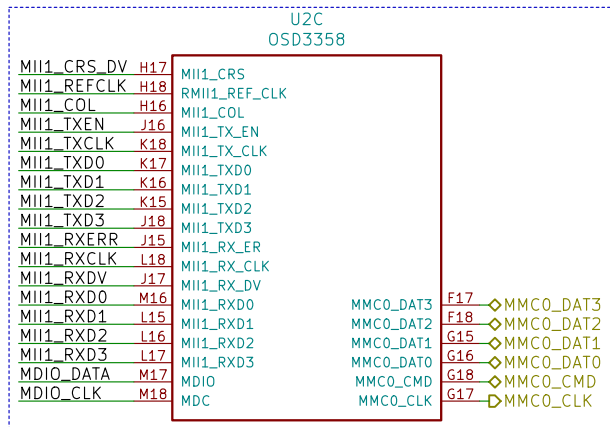 U2C
OSD3358
MII1_CRS_DV H17 MII1_CRS
MII1_REFCLK H18 RMII1_REF_CLK
MII1_COL H16 MII1_COL
MII1_TXEN J16 MII1_TX_EN
MII1_TXCLK K18 MII1_TX_CLK
MII1_TXD0 K17 MII1_TXD0
MII1_TXD1 K16 MII1_TXD1
MII1_TXD2 K15 MII1_TXD2
MII1_TXD3 J18 MII1_TXD3
MII1_RXERR J15 MII1_RX_ER
MII1_RXCLK L18 MII1_RX_CLK
MII1_RXDV J17 MII1_RX_DV
MII1_RXD0 M16 MII1_RXD0 MMC0_DAT3 F17 MMC0_DAT3
MII1_RXD1 L15 MII1_RXD1 MMC0_DAT2 F18 MMC0_DAT2
MII1_RXD2 L16 MII1_RXD2 MMC0_DAT1 G15 MMC0_DAT1
MII1_RXD3 L17 MII1_RXD3 MMC0_DAT0 G16 MMC0_DAT0
MDIO_DATA M17 MDIO MMC0_CMD G18 MMC0_CMD
MDIO_CLK M18 MDC MMC0_CLK G17 MMC0_CLK